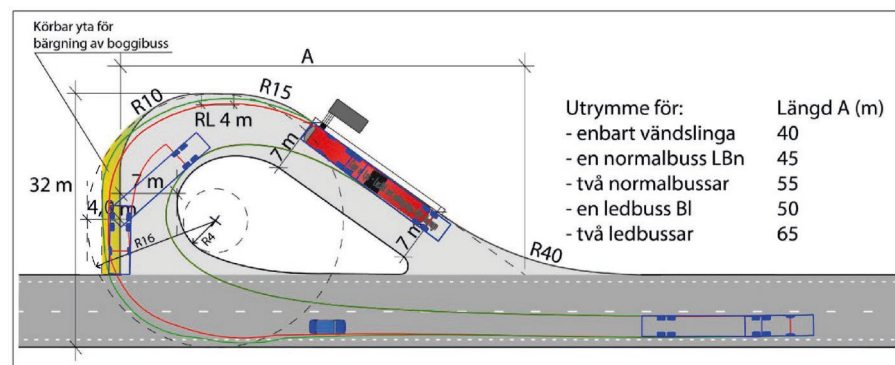 Körbar yta för
bärgning av boggibuss
A
R10
R15
RL 4 m
7 m
7 m
32 m
4,0 m
R16
R4
7 m
R40
Utrymme för: Längd A (m)
- enbart vändslinga 40
- en normalbuss LBn 45
- två normalbussar 55
- en ledbuss Bl 50
- två ledbussar 65